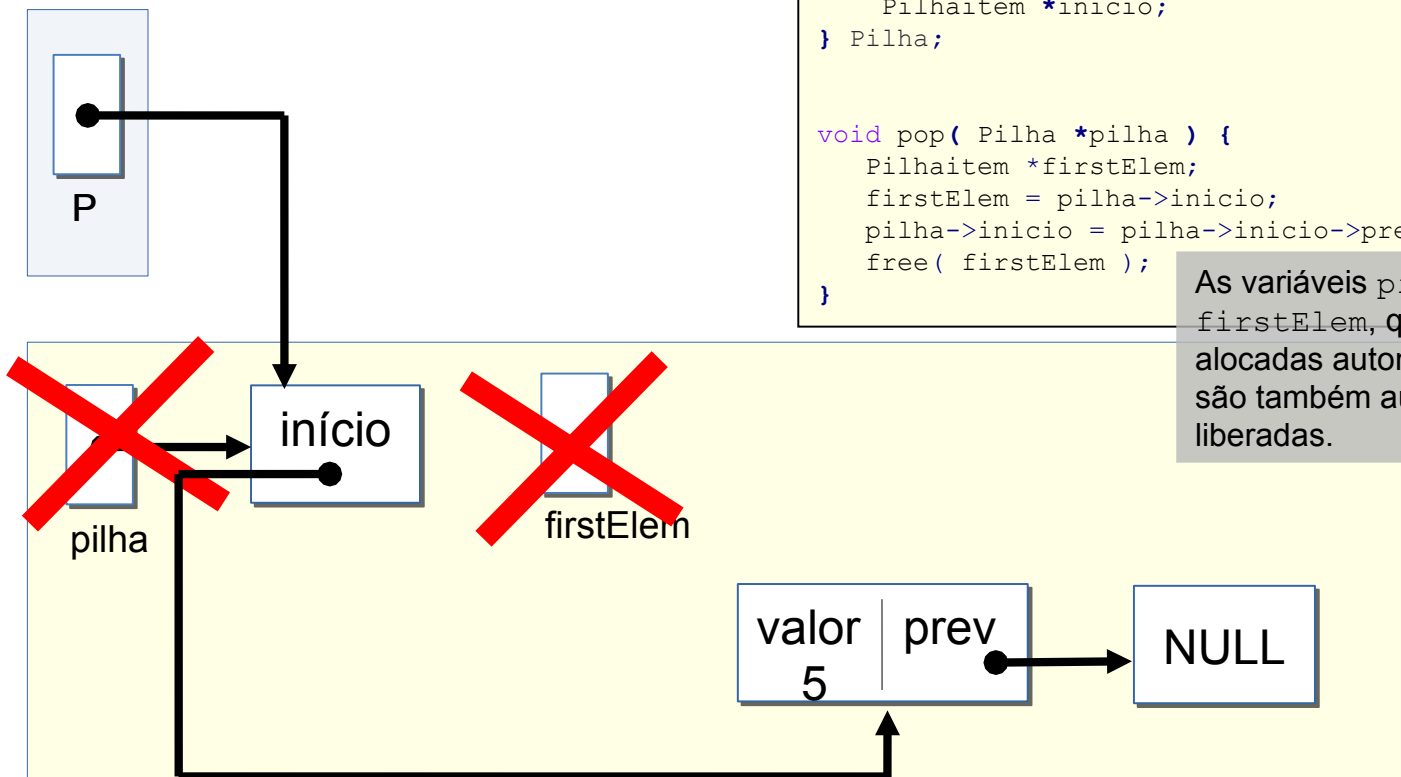 Pilhaitem *inicio;
} Pilha;
void pop( Pilha *pilha ) {
Pilhaitem *firstElem;
firstElem = pilha->inicio;
pilha->inicio = pilha->inicio->pre
free( firstElem );
}
As variáveis
firstElem,
alocadas
são também
liberadas.
P
início
pilha
firstElem
valor prev
5
NULL